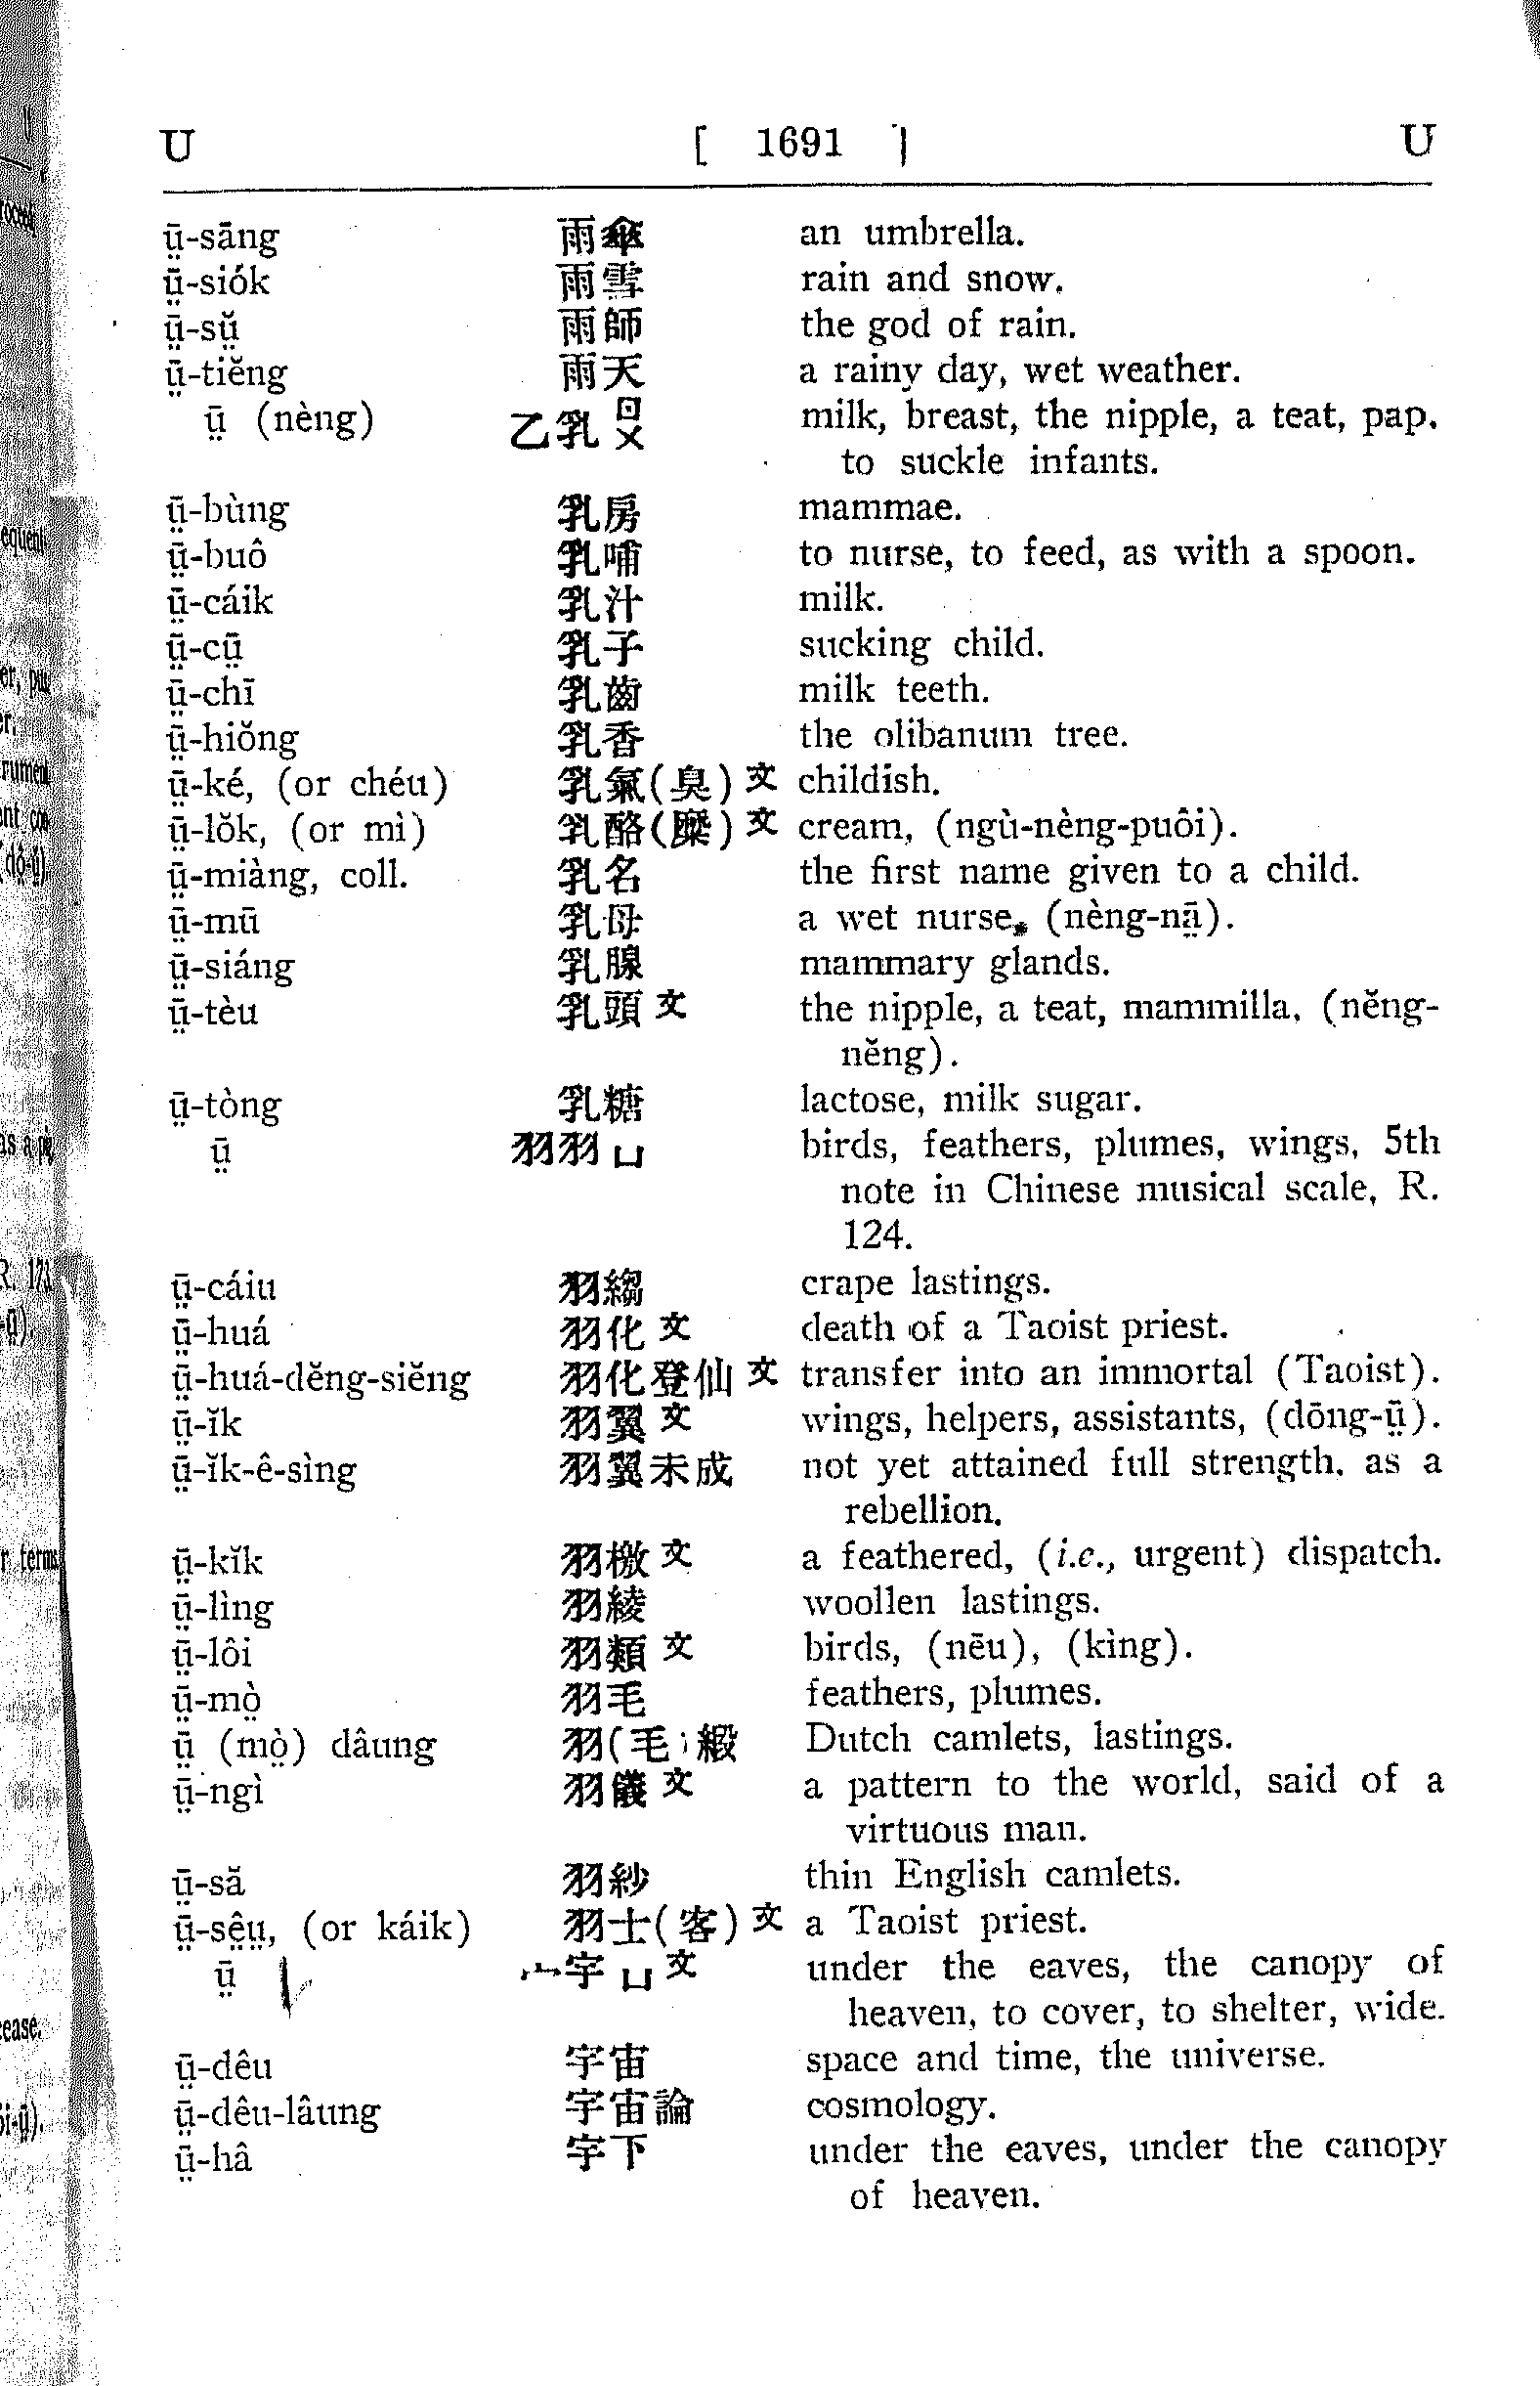 U [ 1691 ] U
ṳ̄-sāng 雨傘 an umbrella.
ṳ̄-siók 雨雪 rain and snow.
ṳ̄-sṳ̆ 雨師 the god of rain.
ṳ̄-tiĕng 雨天 a rainy day, wet weather.
ṳ̄ (nèng) 乙乳 milk, breast, the nipple, a teat, pap.
to suckle infants.
ṳ̄-bùng 乳房 mammae.
ṳ̄-buô 乳哺 to nurse, to feed, as with a spoon.
ṳ̄-cáik 乳汁 milk.
ṳ̄-cṳ̄ 乳子 sucking child.
ṳ̄-chī 乳齒 milk teeth.
ṳ̄-hiŏng 乳香 the olibanum tree.
ṳ̄-ké, (or chéu) 乳氣(臭)文 childish.
ṳ̄-lŏk, (or mì) 乳酪(糜)文 cream, (ngù-nèng-puôi).
ṳ̄-miàng, coll. 乳名 the first name given to a child.
ṳ̄-mū 乳母 a wet nurse, (nèng-nā̤).
ṳ̄-siáng 乳腺 mammary glands.
ṳ̄-tèu 乳頭文 the nipple, a teat, mammilla, (nĕng-
nĕng).
ṳ̄-tòng 乳糖 lactose, milk sugar.
ṳ̄ 羽羽ㄩ birds, feathers, plumes, wings, 5th
note in Chinese musical scale, R.
124.
ṳ̄-cáiu 羽縐 crape lastings.
ṳ̄-huá 羽化文 death of a Taoist priest.
ṳ̄-huá-dĕng-siĕng 羽化登仙文 transfer into an immortal (Taoist).
ṳ̄-ĭk 羽翼文 wings, helpers, assistants, (dōng-ṳ̄).
ṳ̄-ĭk-ê-sìng 羽翼未成 not yet attained full strength, as a
rebellion.
ṳ̄-kĭk 羽檄文 a feathered, (i.e., urgent) dispatch.
ṳ̄-lìng 羽綾 woollen lastings.
ṳ̄-lôi 羽類文 birds, (nēu), (kìng).
ṳ̄-mò̤ 羽毛 feathers, plumes.
ṳ̄ (mò̤) dâung 羽(毛)緞 Dutch camlets, lastings.
ṳ̄-ngì 羽儀文 a pattern to the world, said of a
virtuous man.
ṳ̄-să 羽紗 thin English camlets.
ṳ̄-sê̤ṳ, (or káik) 羽士(客)文 a Taoist priest.
ṳ̄ 宀宇ㄩ文 under the eaves, the canopy of
heaven, to cover, to shelter, wide.
ṳ̄-dêu 宇宙 space and time, the universe.
ṳ̄-dêu-lâung 宇宙論 cosmology.
ṳ̄-hâ 宇下 under the eaves, under the canopy
of heaven.